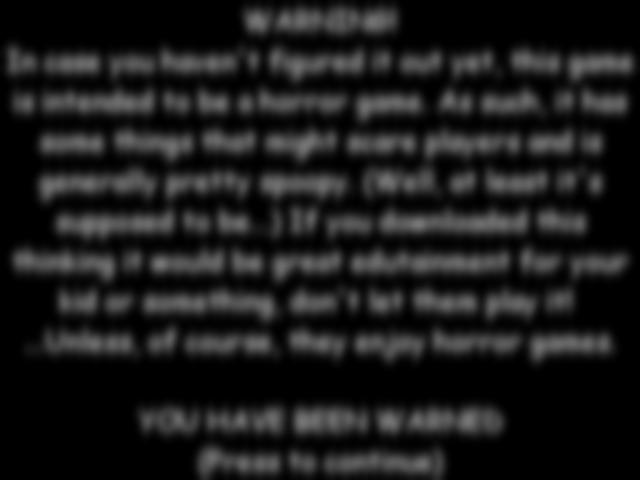 WARNING!
In case you haven't figured it out yet, this game
is intended to be a horror game. As such, it has
some things that might scare players and is
generally pretty spoopy. (Well, at least it's
supposed to be...) If you downloaded this
thinking it would be great edutainment for your
kid or something, don't let them play it!
...Unless, of course, they enjoy horror games.
YOU HAVE BEEN WARNED
(Press to continue)